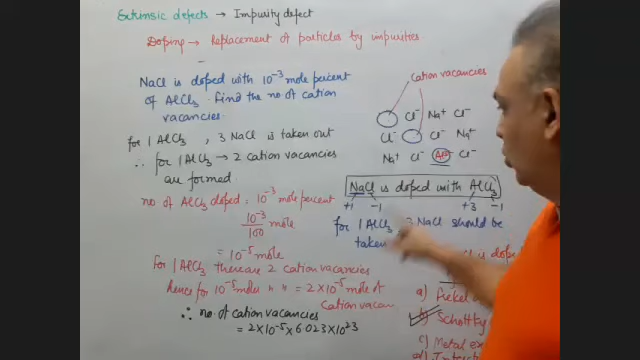 Extrinsic defects → Impurity defect
Doping → Replacement of particles by impurities
NaCl is doped with 10⁻³ mole percent
of AlCl₃. Find the no of cation
vacancies.
for 1 AlCl₃, 3 NaCl is taken out
∴ for 1 AlCl₃ → 2 cation vacancies
are formed
no of AlCl₃ doped = 10⁻³ mole percent
10⁻³/100 mole
= 10⁻⁵ mole
For 1 AlCl₃ there are 2 cation vacancies
Hence for 10⁻⁵ moles " " = 2×10⁻⁵ mole of
Cation vacan
∴ no. of cation vacancies
= 2×10⁻⁵ × 6.023×10²³
Cation vacancies
Cl⁻ Na⁺ Cl⁻
Cl⁻ Cl⁻ Na⁺
Na⁺ Cl⁻ Al³⁺ Cl⁻
NaCl is doped with AlCl₃
+1 -1 +3 -1
for 1 AlCl₃ 3 NaCl should be
taken
is doped
a)
b) Schottky
c) Metal ex
d)